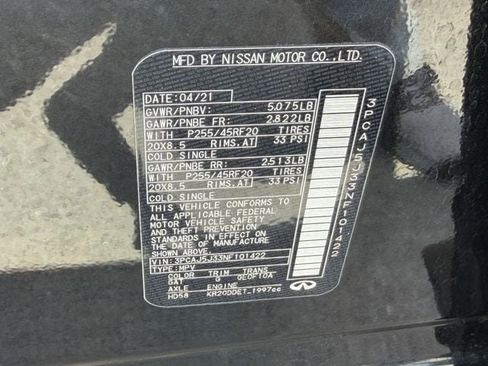 MFD BY NISSAN MOTOR CO.,LTD.
DATE:04/21
GVWR/PNBV: 5,075LB
GAWR/PNBE FR: 2,822LB
WITH P255/45RF20 TIRES
20X8.5 RIMS.AT 33 PSI
COLD SINGLE
GAWR/PNBE RR: 2,513LB
WITH P255/45RF20 TIRES
20X8.5 RIMS.AT 33 PSI
COLD SINGLE
THIS VEHICLE CONFORMS TO
ALL APPLICABLE FEDERAL
MOTOR VEHICLE SAFETY
AND THEFT PREVENTION
STANDARDS IN EFFECT ON
THE DATE OF MANUFACTURE
SHOWN ABOVE.
VIN:3PCAJ5J33NF101422
TYPE:MPV
COLOR TRIM TRANS
GAT G
AXLE ENGINE
HD58 KR20DDET 1997cc
INFINITI
3PCAJ5J33NF101422